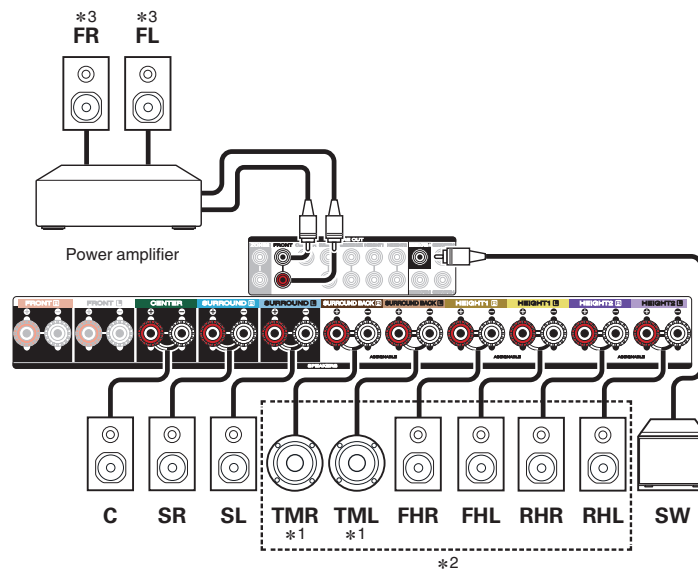 *3 *3
FR FL
Power amplifier
FRONT
OUT
FRONT R FRONT L CENTER SURROUND R SURROUND L SURROUND BACK R SURROUND BACK L HEIGHT1 R HEIGHT1 L HEIGHT2 R HEIGHT2 L
ASSIGNABLE ASSIGNABLE ASSIGNABLE
SPEAKERS
C SR SL TMR TML FHR FHL RHR RHL SW
*1 *1
*2